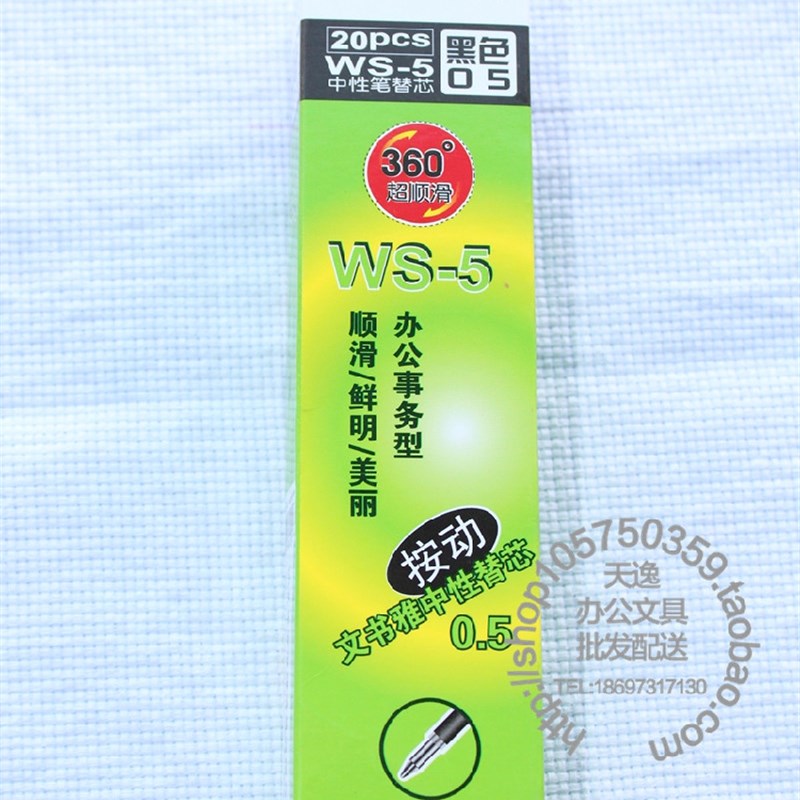 20PCS
WS-5
中性笔替芯
黑色
05
360°
超顺滑
WS-5
办公事务型
顺滑/鲜明/美丽
按动
文书雅中性替芯
0.5
http://shop105750359.taobao.com
天逸
办公文具
批发配送
TEL:18697317130